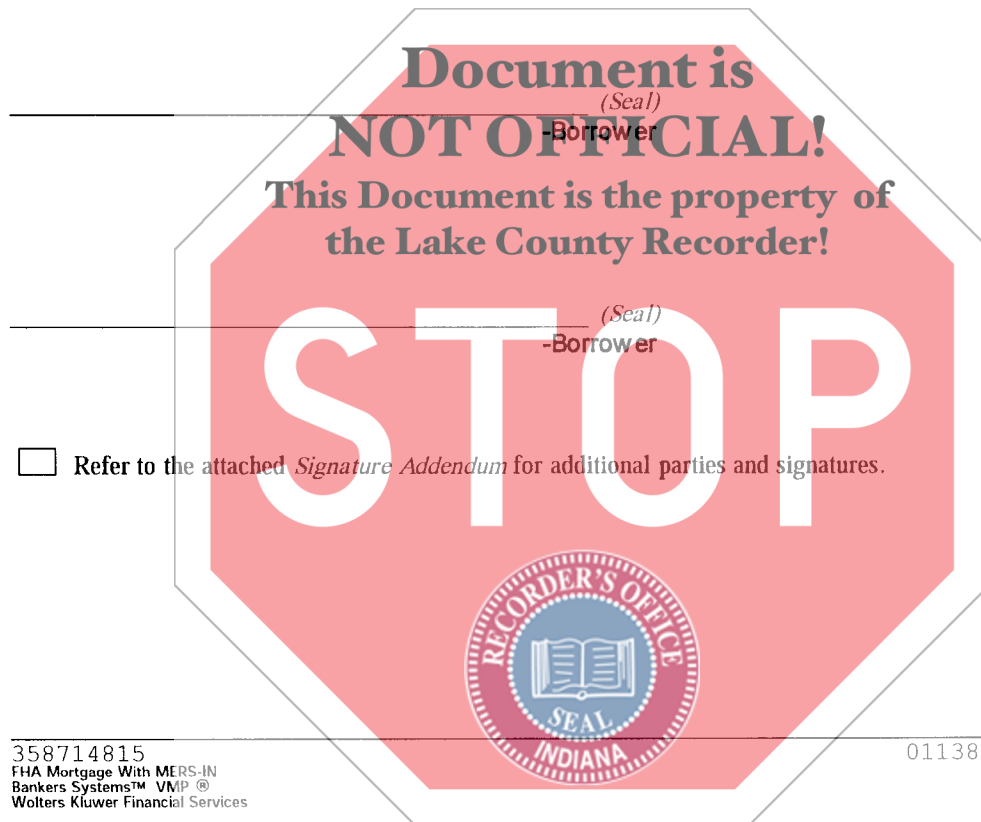 Document is
(Seal)
-Borrower
NOT OFFICIAL!
This Document is the property of
the Lake County Recorder!
(Seal)
-Borrower
STOP
Refer to the attached Signature Addendum for additional parties and signatures.
RECORDER'S OFFICE
SEAL
INDIANA
358714815
01138
FHA Mortgage With MERS-IN
Bankers Systems™ VMP ®
Wolters Kluwer Financial Services